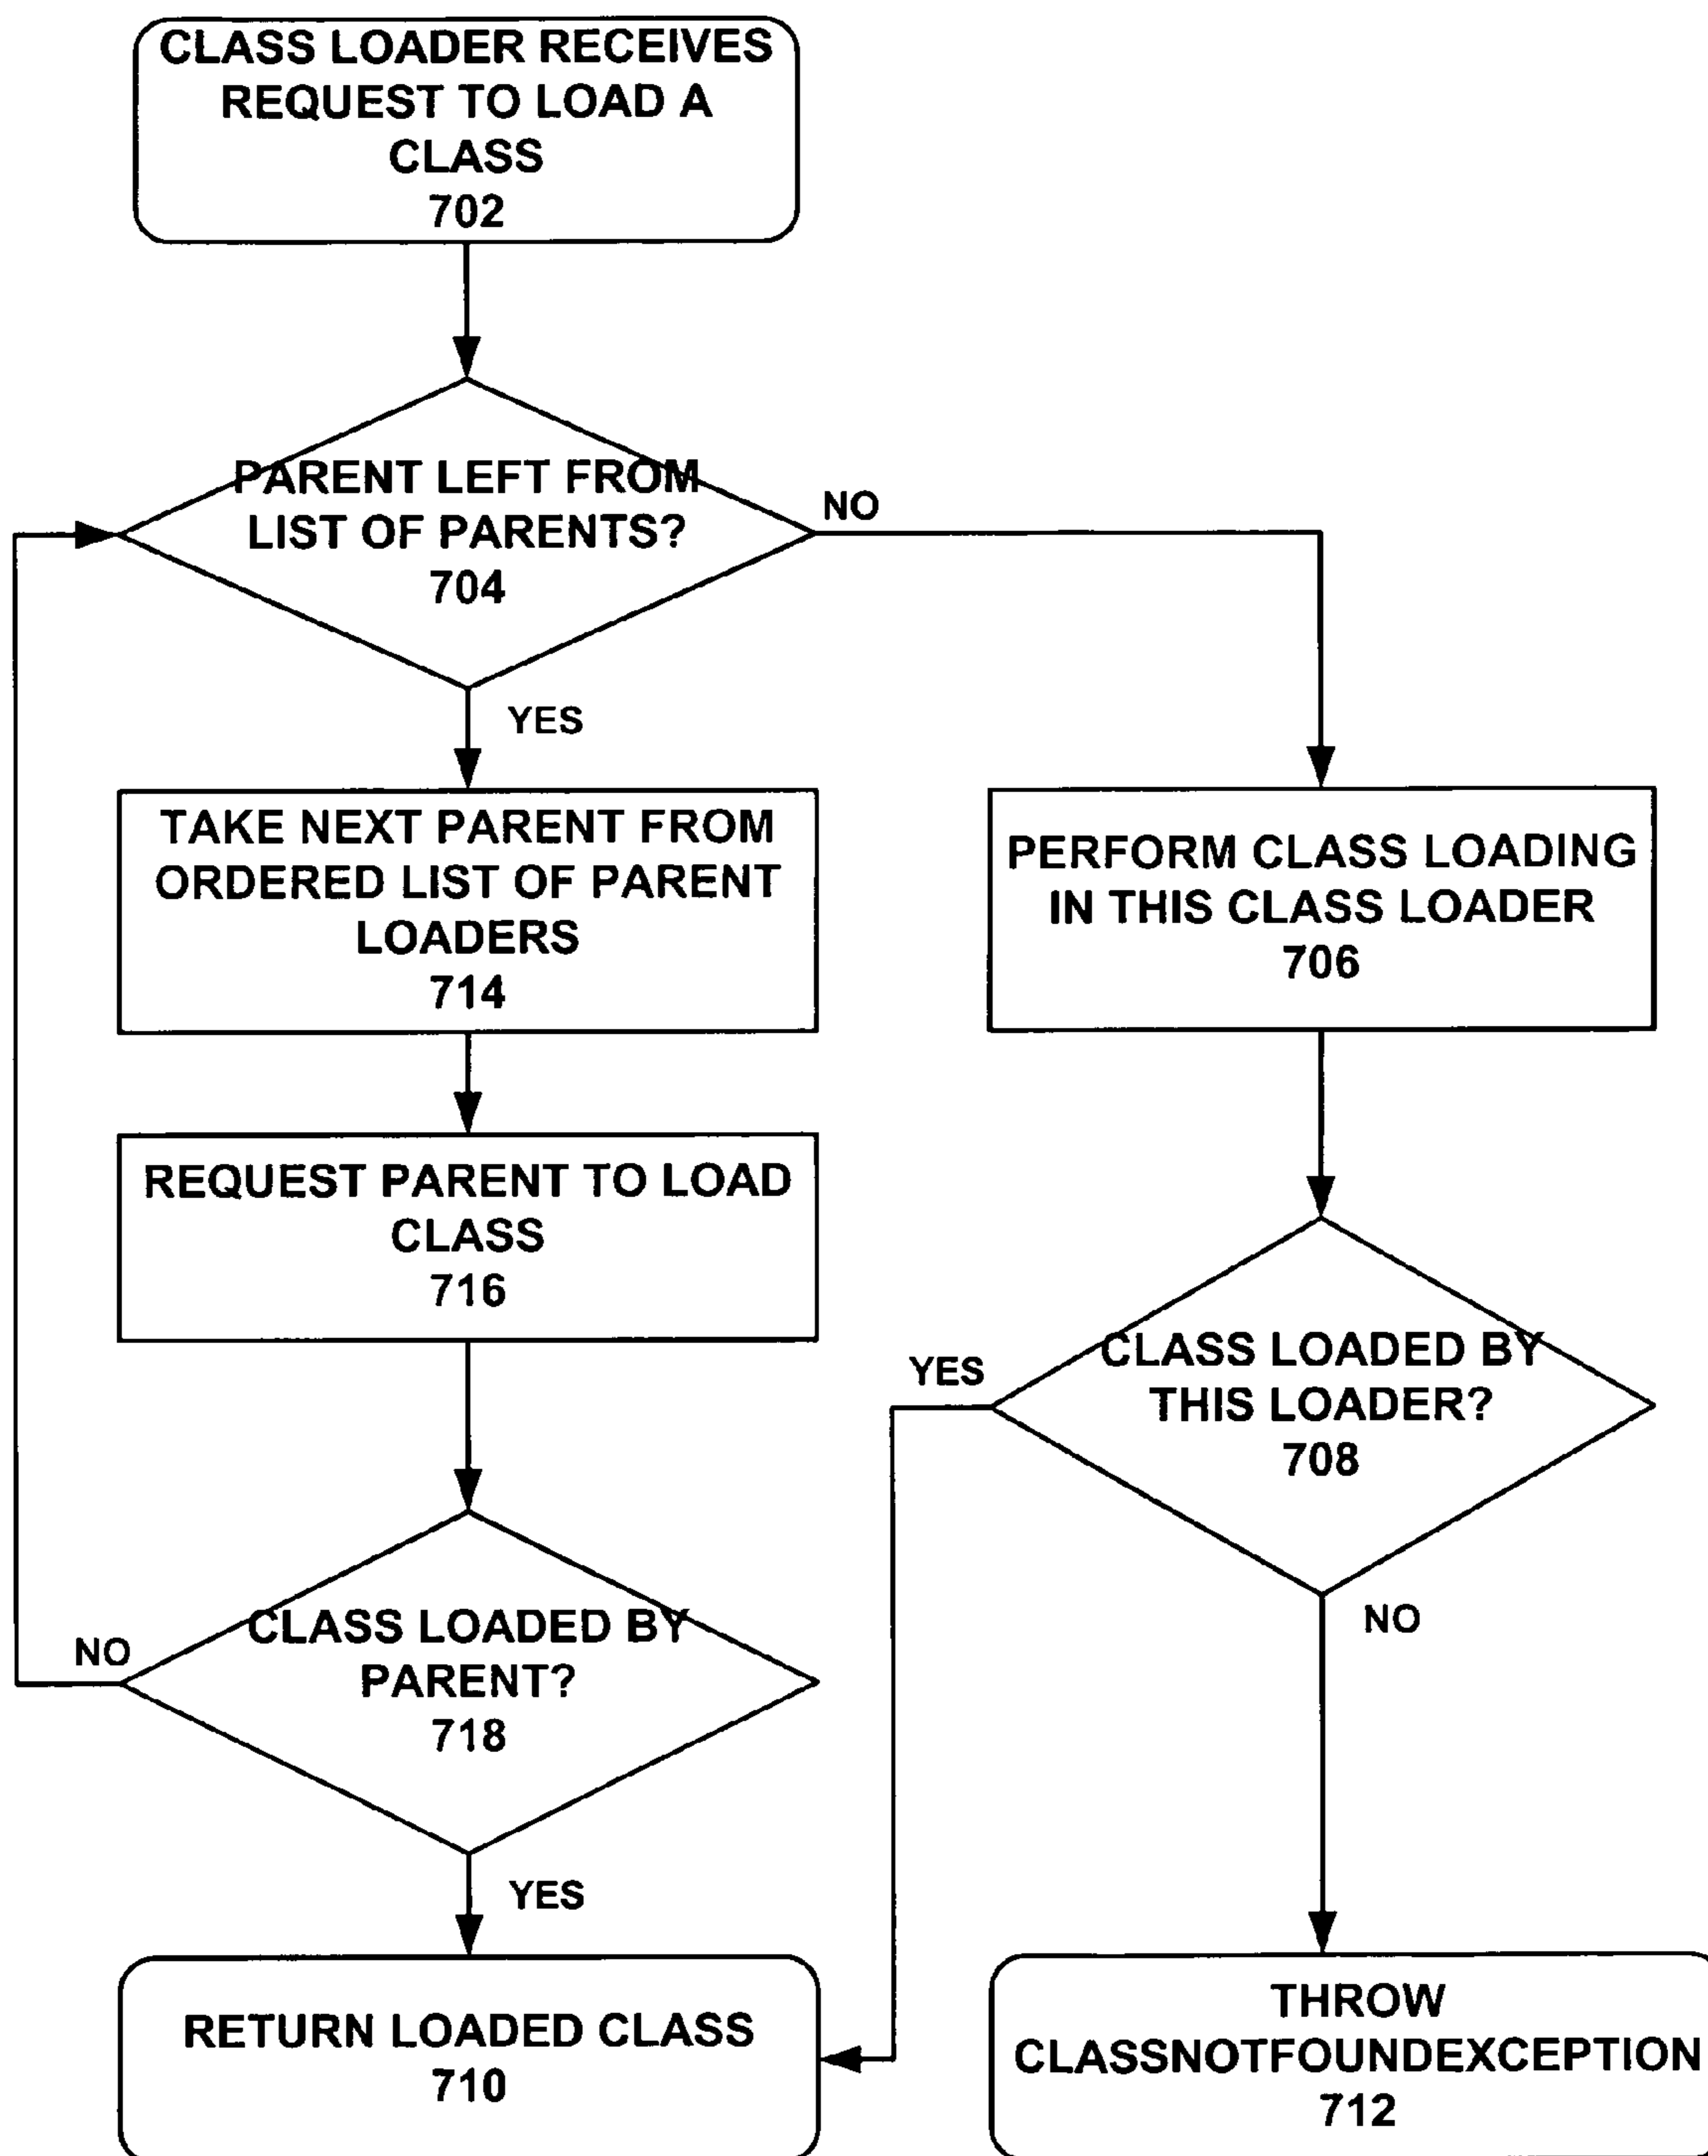 CLASS LOADER RECEIVES
REQUEST TO LOAD A
CLASS
702
PARENT LEFT FROM
LIST OF PARENTS?
704
NO
YES
TAKE NEXT PARENT FROM
ORDERED LIST OF PARENT
LOADERS
714
PERFORM CLASS LOADING
IN THIS CLASS LOADER
706
REQUEST PARENT TO LOAD
CLASS
716
CLASS LOADED BY
THIS LOADER?
708
YES
NO
CLASS LOADED BY
PARENT?
718
NO
YES
RETURN LOADED CLASS
710
THROW
CLASSNOTFOUNDEXCEPTION
712